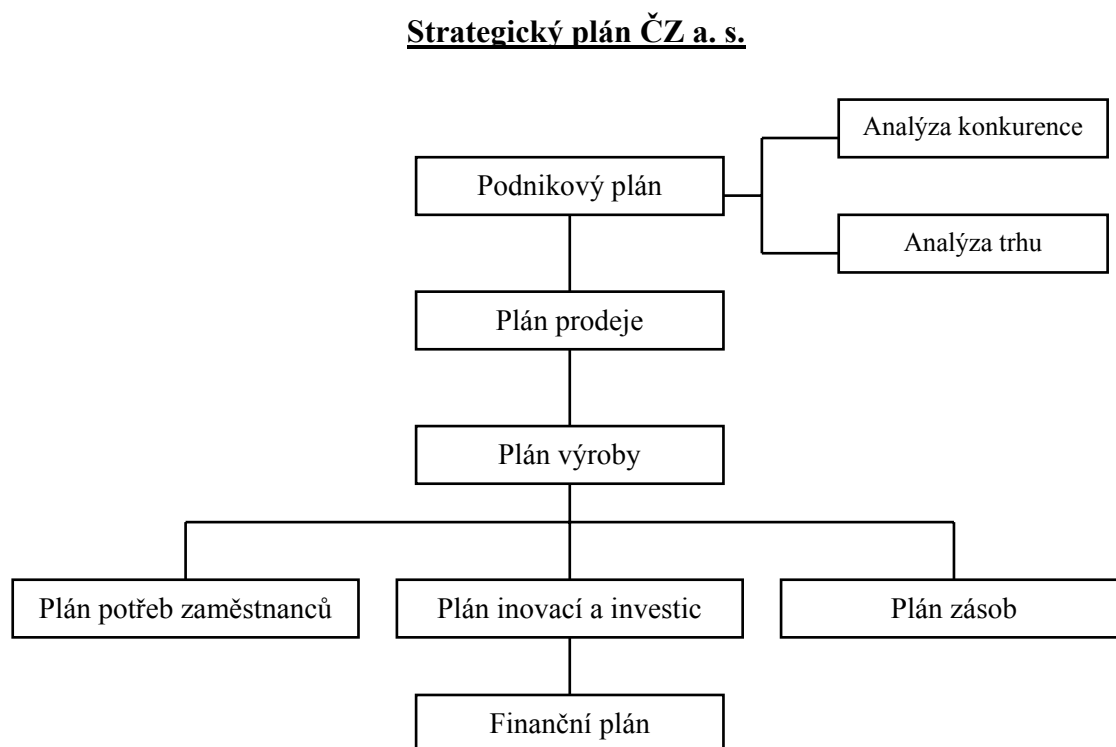 Strategický plán ČZ a. s.
Analýza konkurence
Podnikový plán
Analýza trhu
Plán prodeje
Plán výroby
Plán potřeb zaměstnanců
Plán inovací a investic
Plán zásob
Finanční plán